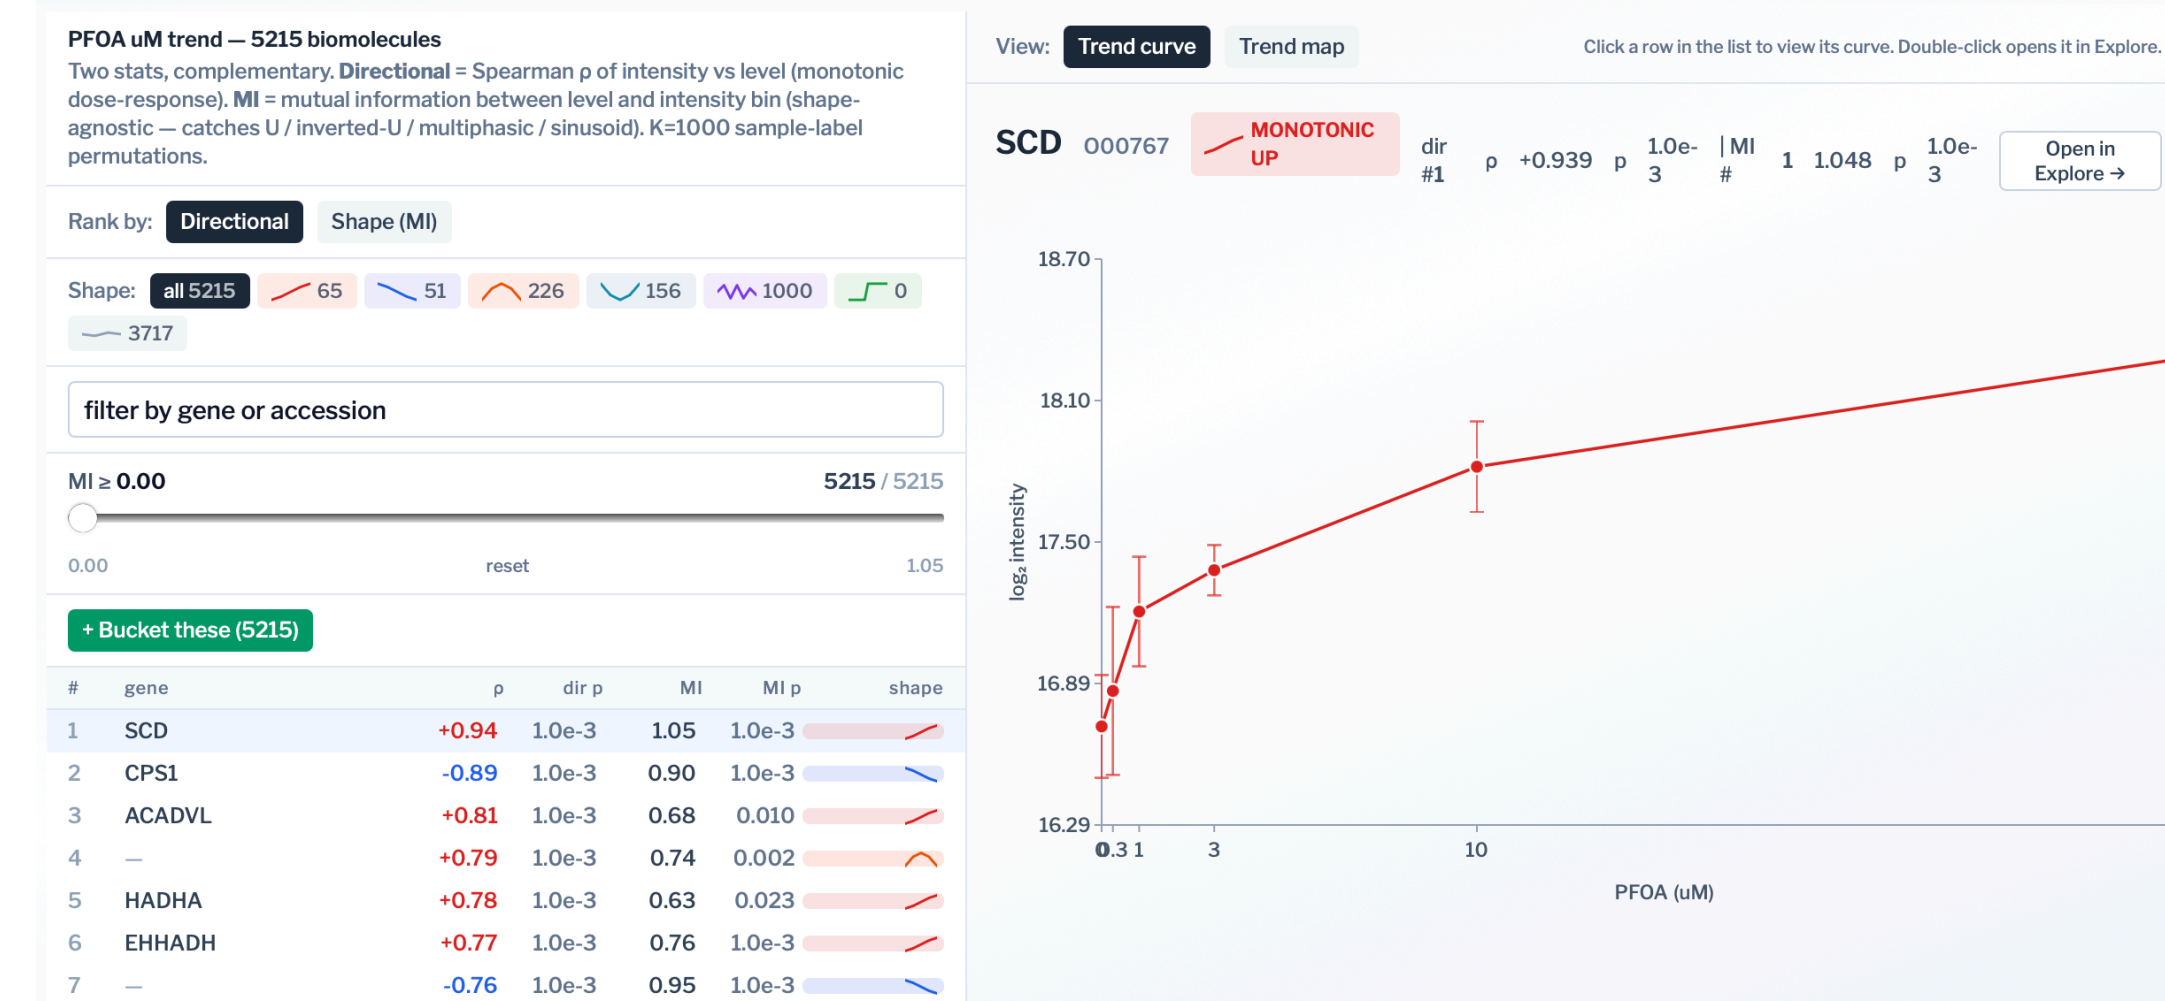 PFOA uM trend — 5215 biomolecules
Two stats, complementary. Directional = Spearman ρ of intensity vs level (monotonic
dose-response). MI = mutual information between level and intensity bin (shape-
agnostic — catches U / inverted-U / multiphasic / sinusoid). K=1000 sample-label
permutations.
Rank by: Directional Shape (MI)
Shape: all 5215 65 51 226 156 1000 0
3717
filter by gene or accession
MI ≥ 0.00 5215 / 5215
0.00 reset 1.05
+ Bucket these (5215)
# gene ρ dir p MI MI p shape
1 SCD +0.94 1.0e-3 1.05 1.0e-3
2 CPS1 -0.89 1.0e-3 0.90 1.0e-3
3 ACADVL +0.81 1.0e-3 0.68 0.010
4 — +0.79 1.0e-3 0.74 0.002
5 HADHA +0.78 1.0e-3 0.63 0.023
6 EHHADH +0.77 1.0e-3 0.76 1.0e-3
7 — -0.76 1.0e-3 0.95 1.0e-3
View: Trend curve Trend map Click a row in the list to view its curve. Double-click opens it in Explore.
SCD O00767 MONOTONIC UP dir #1 ρ +0.939 p 1.0e-3 | MI # 1 1.048 p 1.0e-3 Open in Explore →
18.70
18.10
17.50
16.89
16.29
log₂ intensity
0 0.3 1 3 10
PFOA (uM)